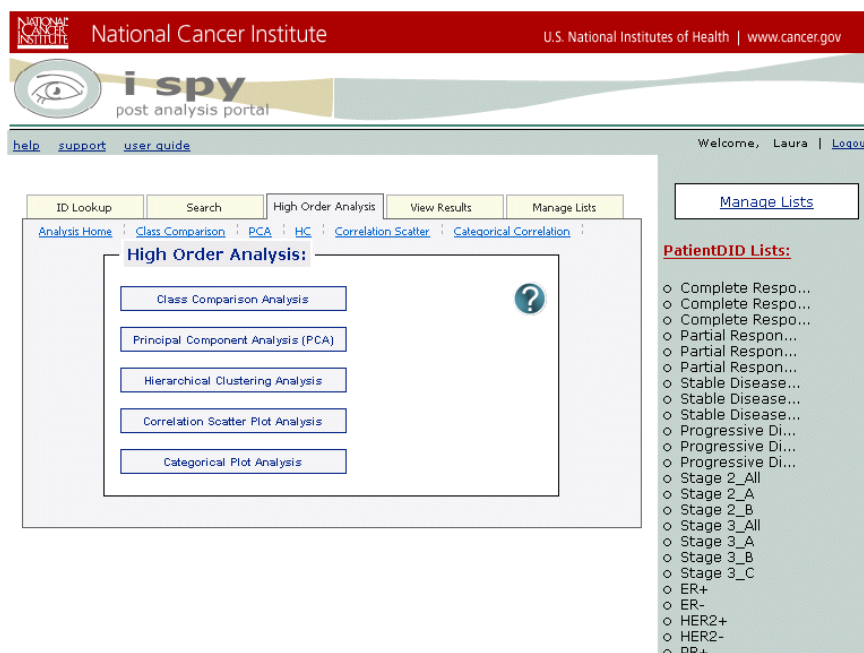 NATIONAL
CANCER
INSTITUTE
National Cancer Institute
U.S. National Institutes of Health | www.cancer.gov
i spy
post analysis portal
help support user guide
Welcome, Laura | Logou
ID Lookup Search High Order Analysis View Results Manage Lists
Analysis Home Class Comparison PCA HC Correlation Scatter Categorical Correlation
High Order Analysis:
Class Comparison Analysis
?
Principal Component Analysis (PCA)
Hierarchical Clustering Analysis
Correlation Scatter Plot Analysis
Categorical Plot Analysis
Manage Lists
PatientDID Lists:
Complete Respo...
Complete Respo...
Complete Respo...
Partial Respon...
Partial Respon...
Partial Respon...
Stable Disease...
Stable Disease...
Stable Disease...
Progressive Di...
Progressive Di...
Progressive Di...
Stage 2_All
Stage 2_A
Stage 2_B
Stage 3_All
Stage 3_A
Stage 3_B
Stage 3_C
ER+
ER-
HER2+
HER2-
PR+